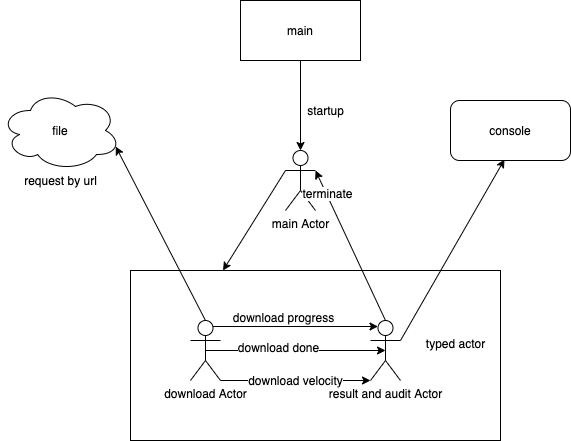 main
file
console
startup
request by url
terminate
main Actor
download progress
typed actor
download done
download velocity
download Actor
result and audit Actor